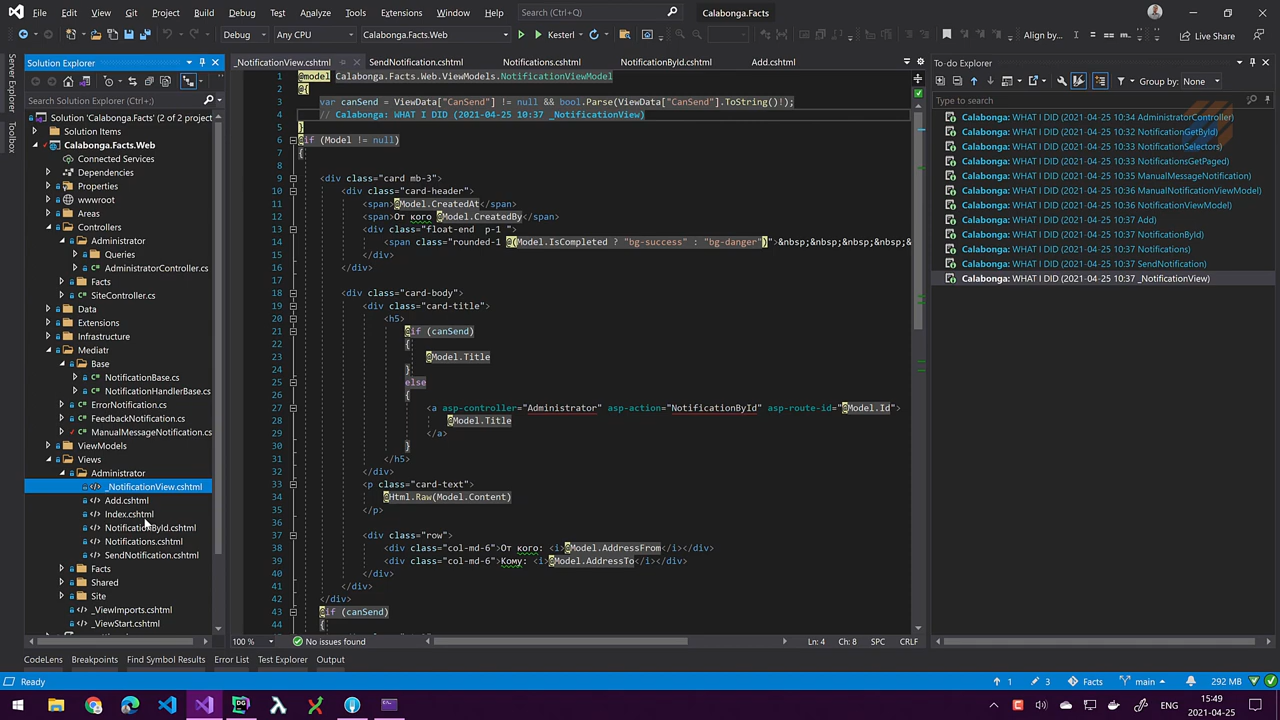 File Edit View Git Project Build Debug Test Analyze Tools Extensions Window Help Search (Ctrl+Q) Calabonga.Facts
Debug Any CPU Calabonga.Facts.Web Kestrel Align by... Live Share
Server Explorer
Toolbox
Solution Explorer
Search Solution Explorer (Ctrl+;)
Solution 'Calabonga.Facts' (2 of 2 project
Solution Items
Calabonga.Facts.Web
Connected Services
Dependencies
Properties
wwwroot
Areas
Controllers
Administrator
Queries
AdministratorController.cs
Facts
SiteController.cs
Data
Extensions
Infrastructure
Mediatr
Base
NotificationBase.cs
NotificationHandlerBase.cs
ErrorNotification.cs
FeedbackNotification.cs
ManualMessageNotification.cs
ViewModels
Views
Administrator
_NotificationView.cshtml
Add.cshtml
Index.cshtml
NotificationById.cshtml
Notifications.cshtml
SendNotification.cshtml
Facts
Shared
Site
_ViewImports.cshtml
_ViewStart.cshtml
_NotificationView.cshtml SendNotification.cshtml Notifications.cshtml NotificationById.cshtml Add.cshtml
1 @model Calabonga.Facts.Web.ViewModels.NotificationViewModel
2 @{
3 var canSend = ViewData["CanSend"] != null && bool.Parse(ViewData["CanSend"].ToString()!);
4 // Calabonga: WHAT I DID (2021-04-25 10:37 _NotificationView)
5 }
6 @if (Model != null)
7 {
8
9 <div class="card mb-3">
10 <div class="card-header">
11 <span>@Model.CreatedAt</span>
12 <span>От кого @Model.CreatedBy</span>
13 <div class="float-end p-1 ">
14 <span class="rounded-1 @(Model.IsCompleted ? "bg-success" : "bg-danger")">&nbsp;&nbsp;&nbsp;&
15 </div>
16 </div>
17
18 <div class="card-body">
19 <div class="card-title">
20 <h5>
21 @if (canSend)
22 {
23 @Model.Title
24 }
25 else
26 {
27 <a asp-controller="Administrator" asp-action="NotificationById" asp-route-id="@Model.Id">
28 @Model.Title
29 </a>
30 }
31 </h5>
32 </div>
33 <p class="card-text">
34 @Html.Raw(Model.Content)
35 </p>
36
37 <div class="row">
38 <div class="col-md-6">От кого: <i>@Model.AddressFrom</i></div>
39 <div class="col-md-6">Кому: <i>@Model.AddressTo</i></div>
40 </div>
41 </div>
42 </div>
43 @if (canSend)
44 {
100 % No issues found Ln: 4 Ch: 8 SPC CRLF
To-do Explorer
Group by: None
Type to search
Calabonga: WHAT I DID (2021-04-25 10:34 AdministratorController)
Calabonga: WHAT I DID (2021-04-25 10:32 NotificationGetById)
Calabonga: WHAT I DID (2021-04-25 10:33 NotificationSelectors)
Calabonga: WHAT I DID (2021-04-25 10:33 NotificationsGetPaged)
Calabonga: WHAT I DID (2021-04-25 10:35 ManualMessageNotification)
Calabonga: WHAT I DID (2021-04-25 10:36 ManualNotificationViewModel)
Calabonga: WHAT I DID (2021-04-25 10:36 NotificationViewModel)
Calabonga: WHAT I DID (2021-04-25 10:37 Add)
Calabonga: WHAT I DID (2021-04-25 10:37 NotificationById)
Calabonga: WHAT I DID (2021-04-25 10:37 Notifications)
Calabonga: WHAT I DID (2021-04-25 10:37 SendNotification)
Calabonga: WHAT I DID (2021-04-25 10:37 _NotificationView)
CodeLens Breakpoints Find Symbol Results Error List Test Explorer Output
Ready 1 3 Facts main 292 MB
ENG 15:49
2021-04-25